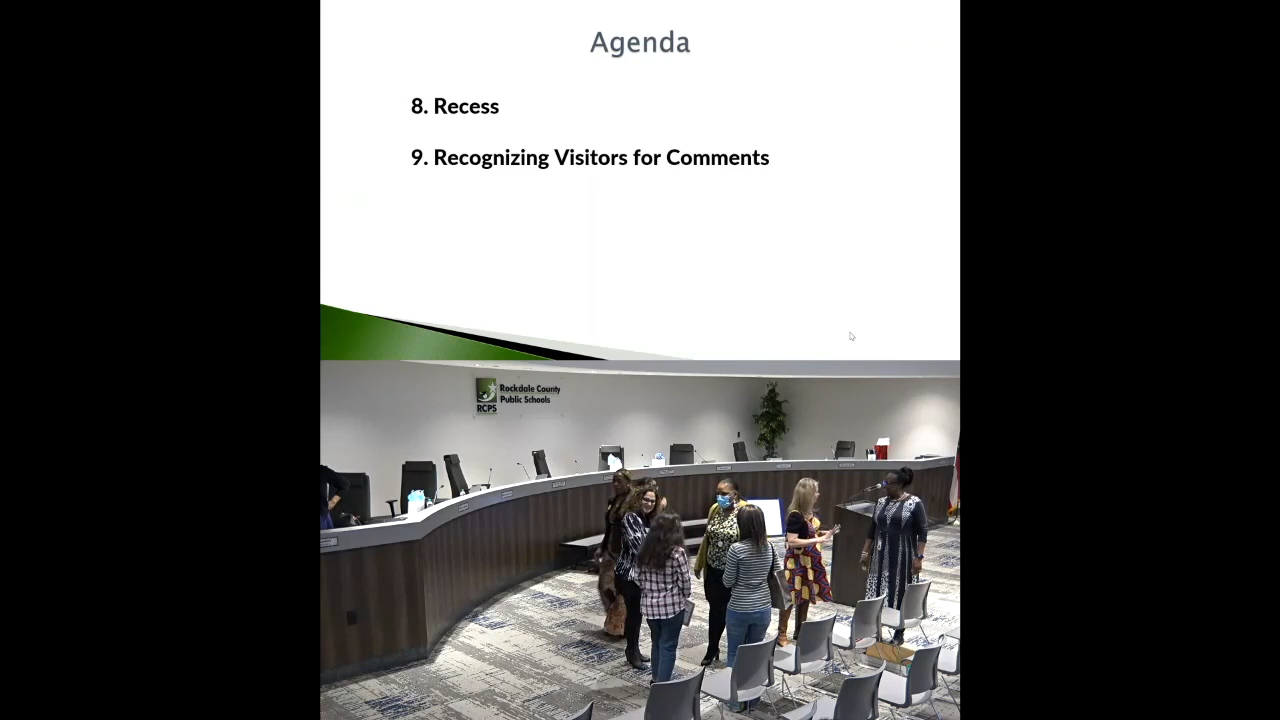 Agenda
8. Recess
9. Recognizing Visitors for Comments
Rockdale County
Public Schools
RCPS